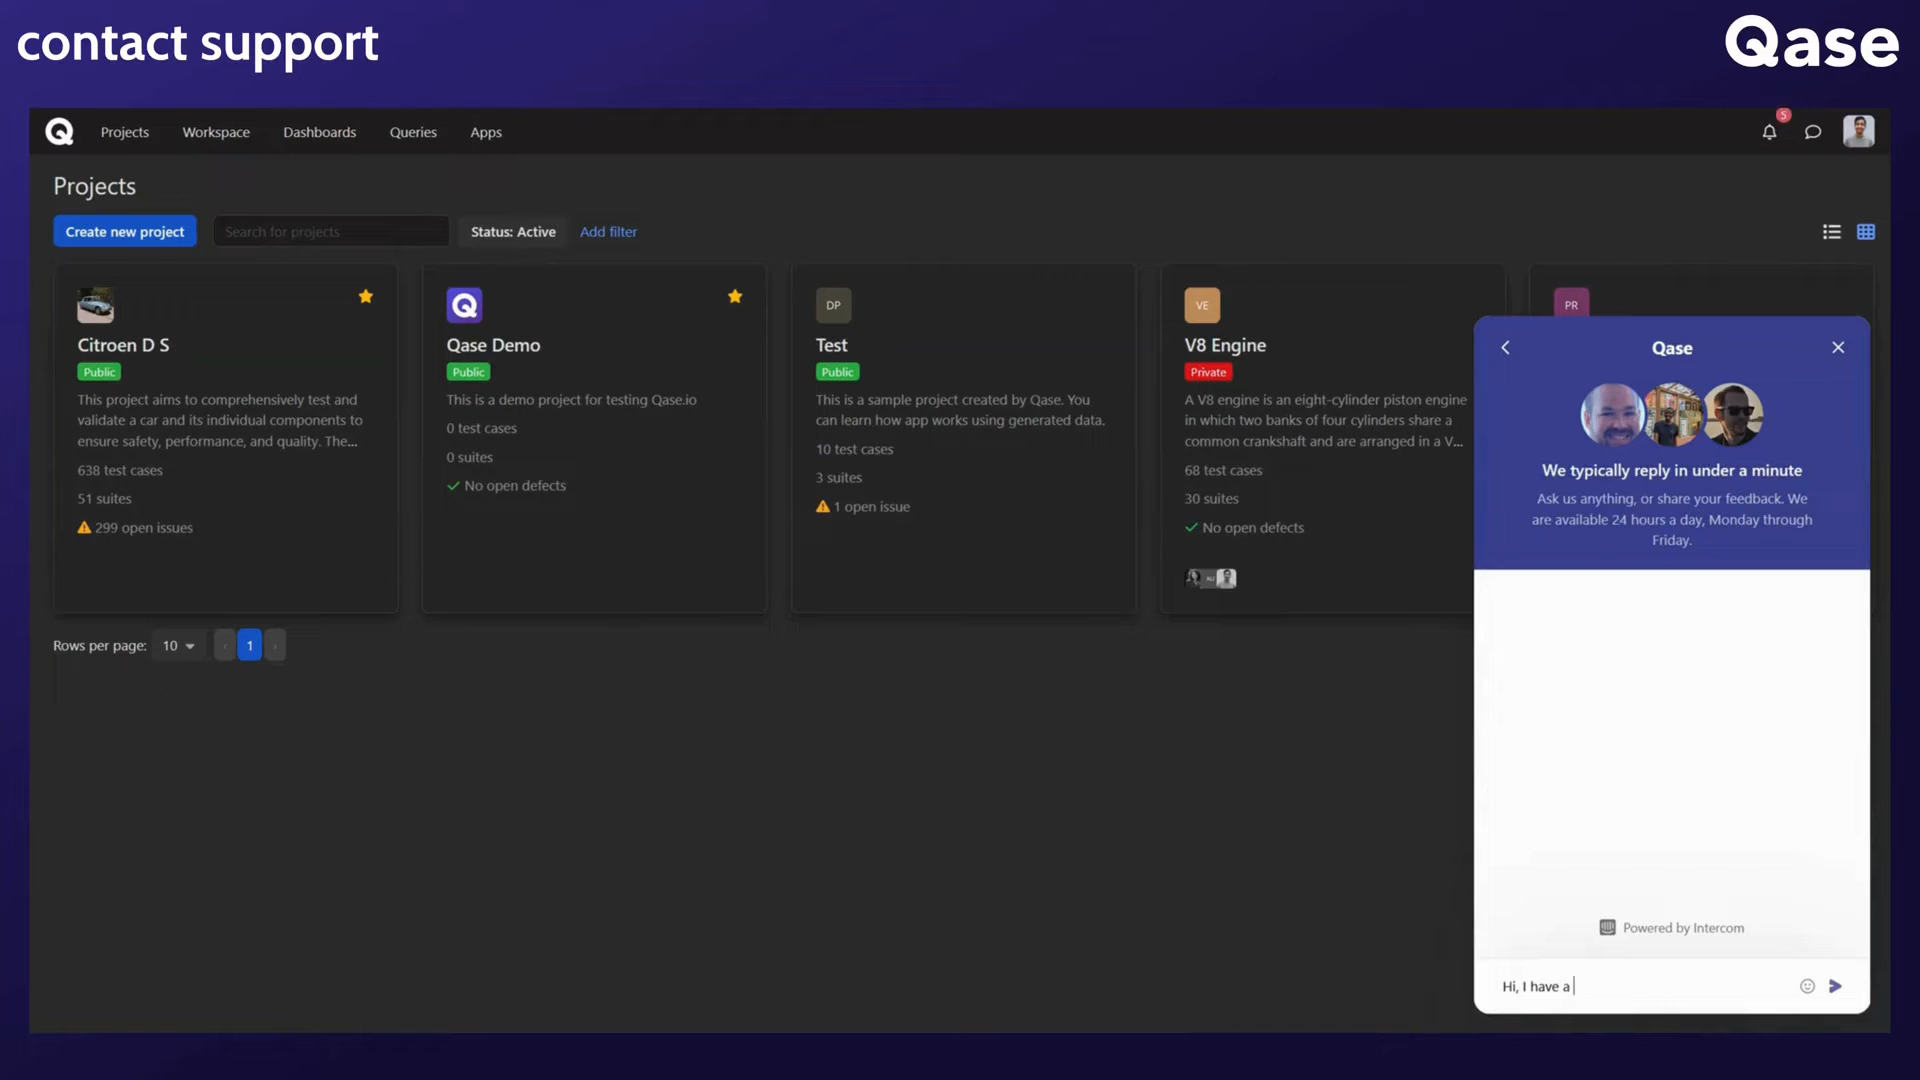 contact support
Qase
Projects Workspace Dashboards Queries Apps
5
Projects
Create new project
Search for projects
Status: Active
Add filter
Citroen D S
Public
This project aims to comprehensively test and
validate a car and its individual components to
ensure safety, performance, and quality. The...
638 test cases
51 suites
299 open issues
Qase Demo
Public
This is a demo project for testing Qase.io
0 test cases
0 suites
No open defects
DP
Test
Public
This is a sample project created by Qase. You
can learn how app works using generated data.
10 test cases
3 suites
1 open issue
VE
V8 Engine
Private
A V8 engine is an eight-cylinder piston engine
in which two banks of four cylinders share a
common crankshaft and are arranged in a V...
68 test cases
30 suites
No open defects
PR
Rows per page: 10
1
Qase
We typically reply in under a minute
Ask us anything, or share your feedback. We
are available 24 hours a day, Monday through
Friday.
Powered by Intercom
Hi, I have a